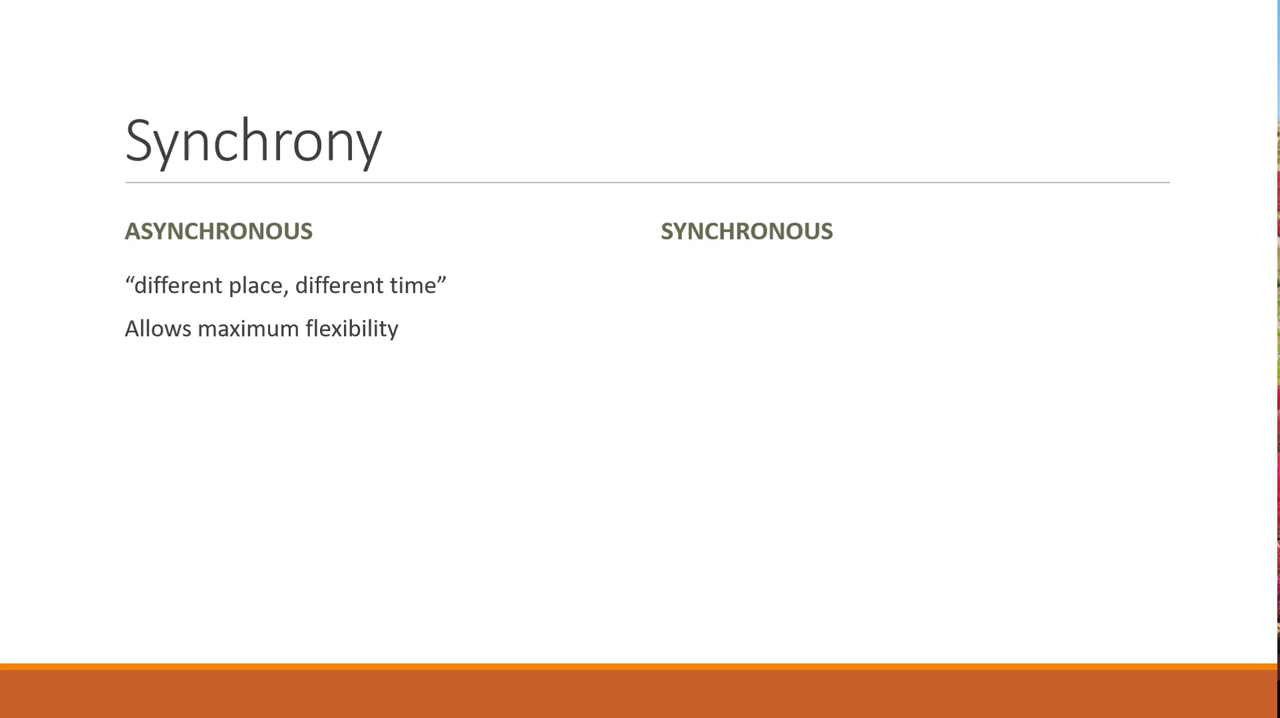 Synchrony
ASYNCHRONOUS
“different place, different time”
Allows maximum flexibility
SYNCHRONOUS